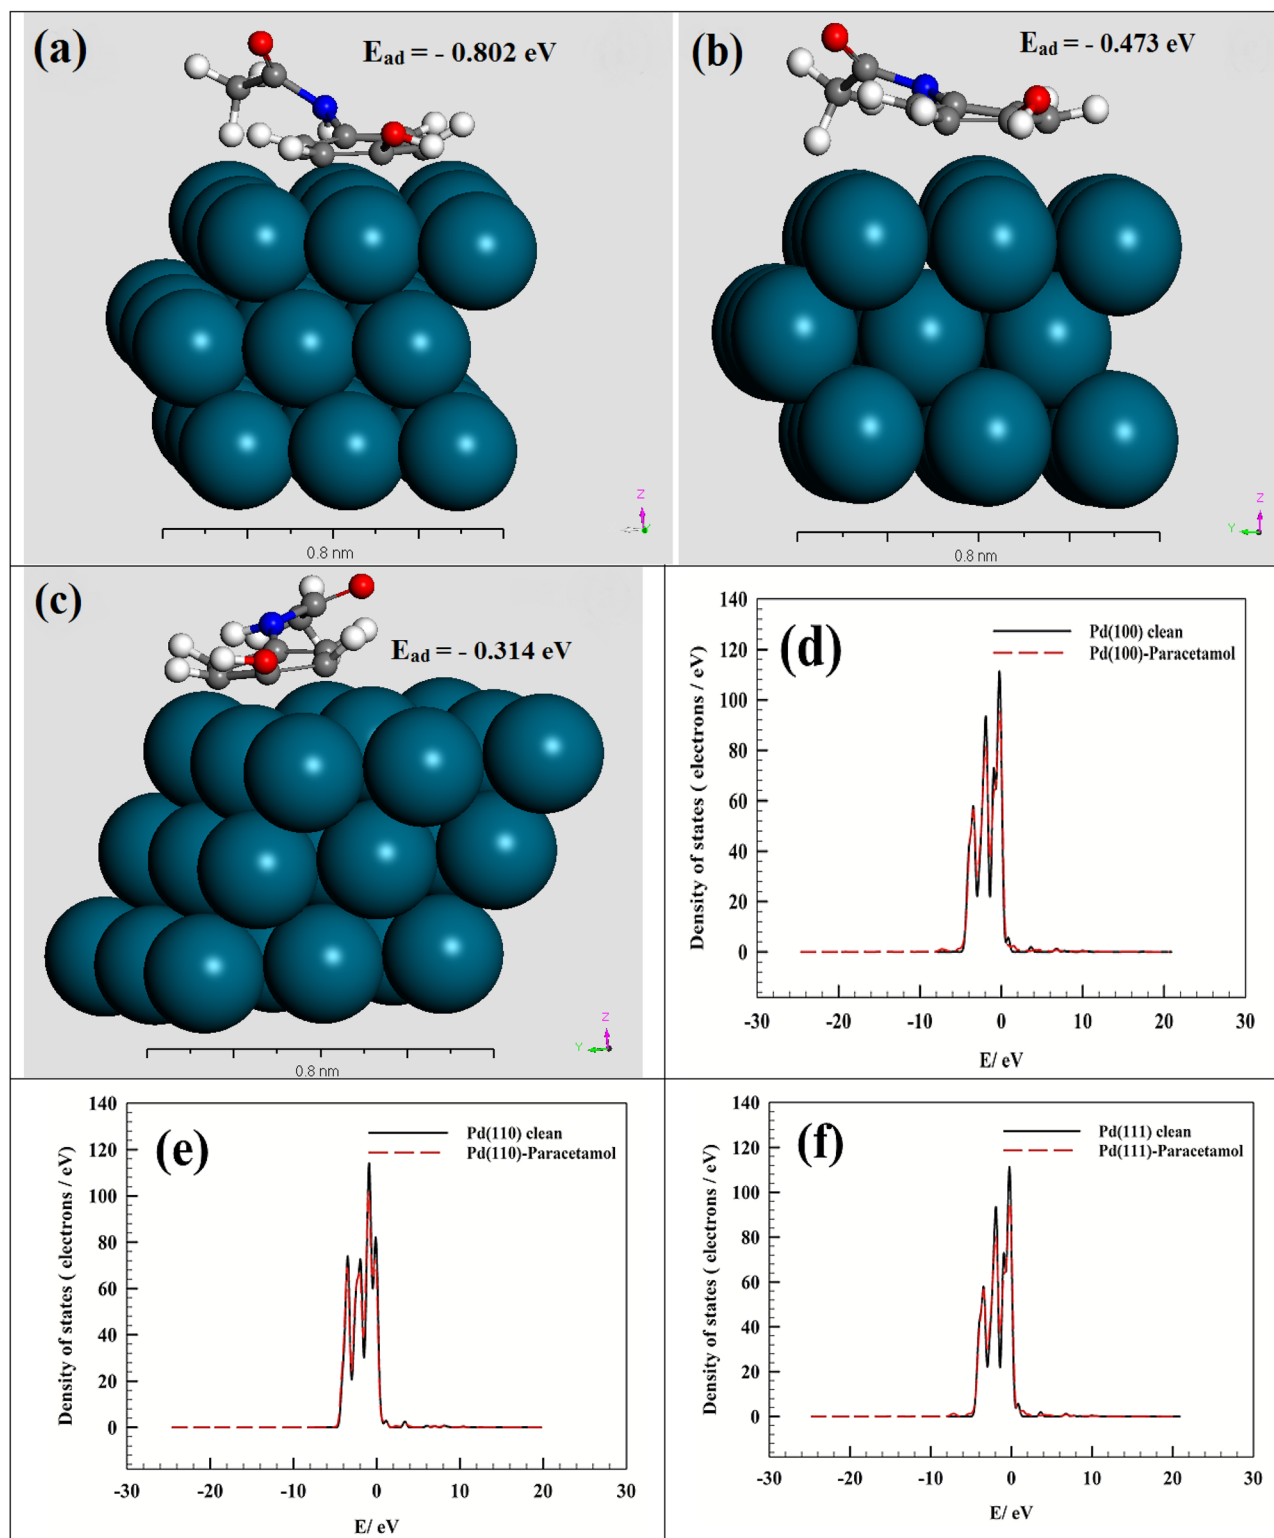 (a)
E_ad = - 0.802 eV
0.8 nm
Z
Y
(b)
E_ad = - 0.473 eV
0.8 nm
Z
Y
(c)
E_ad = - 0.314 eV
0.8 nm
Z
Y
(d)
Pd(100) clean
Pd(100)-Paracetamol
Density of states ( electrons / eV)
140
120
100
80
60
40
20
0
-30 -20 -10 0 10 20 30
E/ eV
(e)
Pd(110) clean
Pd(110)-Paracetamol
Density of states ( electrons / eV)
140
120
100
80
60
40
20
0
-30 -20 -10 0 10 20 30
E/ eV
(f)
Pd(111) clean
Pd(111)-Paracetamol
Density of states ( electrons / eV)
140
120
100
80
60
40
20
0
-30 -20 -10 0 10 20 30
E/ eV